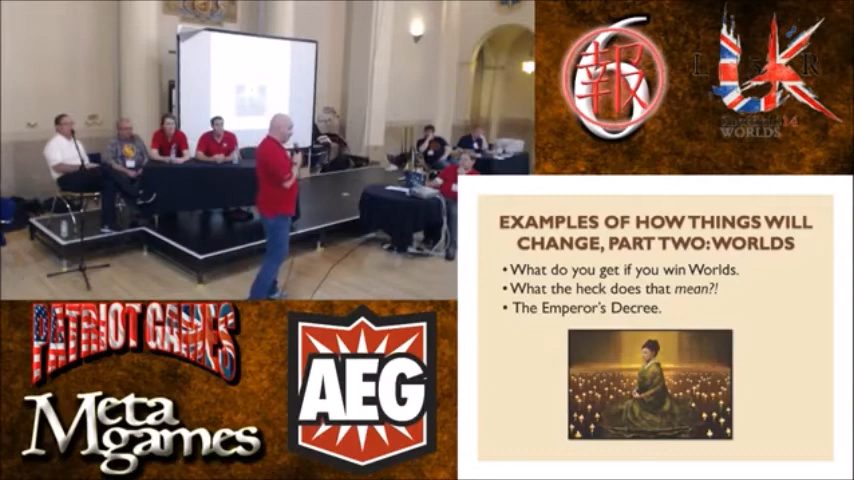 報
6
L5R
UK
14
WORLDS
EXAMPLES OF HOW THINGS WILL
CHANGE, PART TWO: WORLDS
• What do you get if you win Worlds.
• What the heck does that mean?!
• The Emperor's Decree.
PATRIOT GAMES
Meta
games
AEG